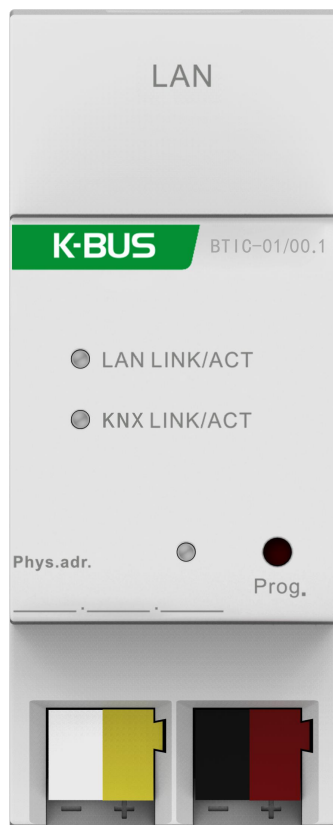 LAN
K-BUS BTIC-01/00.1
LAN LINK/ACT
KNX LINK/ACT
Phys.adr.
Prog.
- + - +